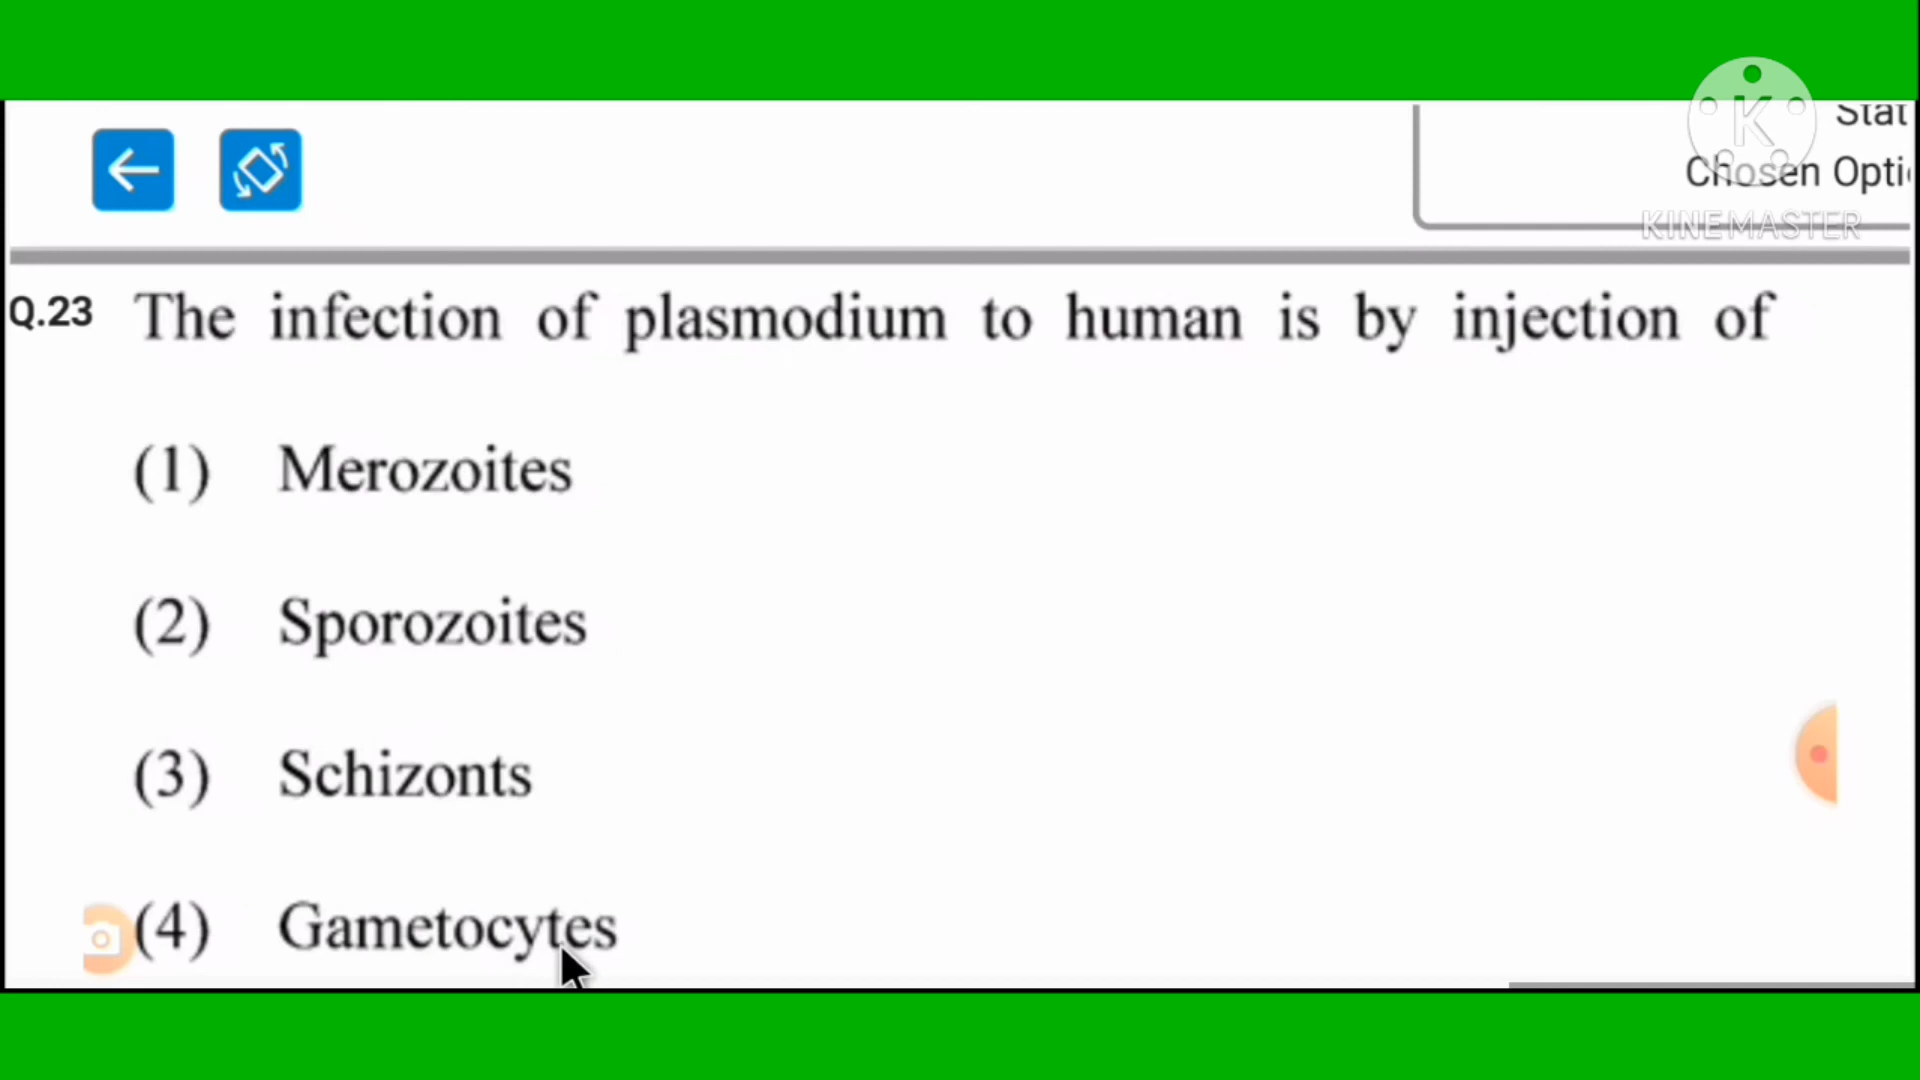 Stat
Chosen Opti
K
KINEMASTER
Q.23 The infection of plasmodium to human is by injection of
(1) Merozoites
(2) Sporozoites
(3) Schizonts
(4) Gametocytes